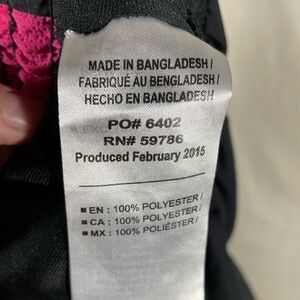 MADE IN BANGLADESH /
FABRIQUÉ AU BENGLADESH /
HECHO EN BANGLADESH
PO# 6402
RN# 59786
Produced February 2015
EN : 100% POLYESTER /
CA : 100% POLYESTER /
MX : 100% POLIÉSTER /